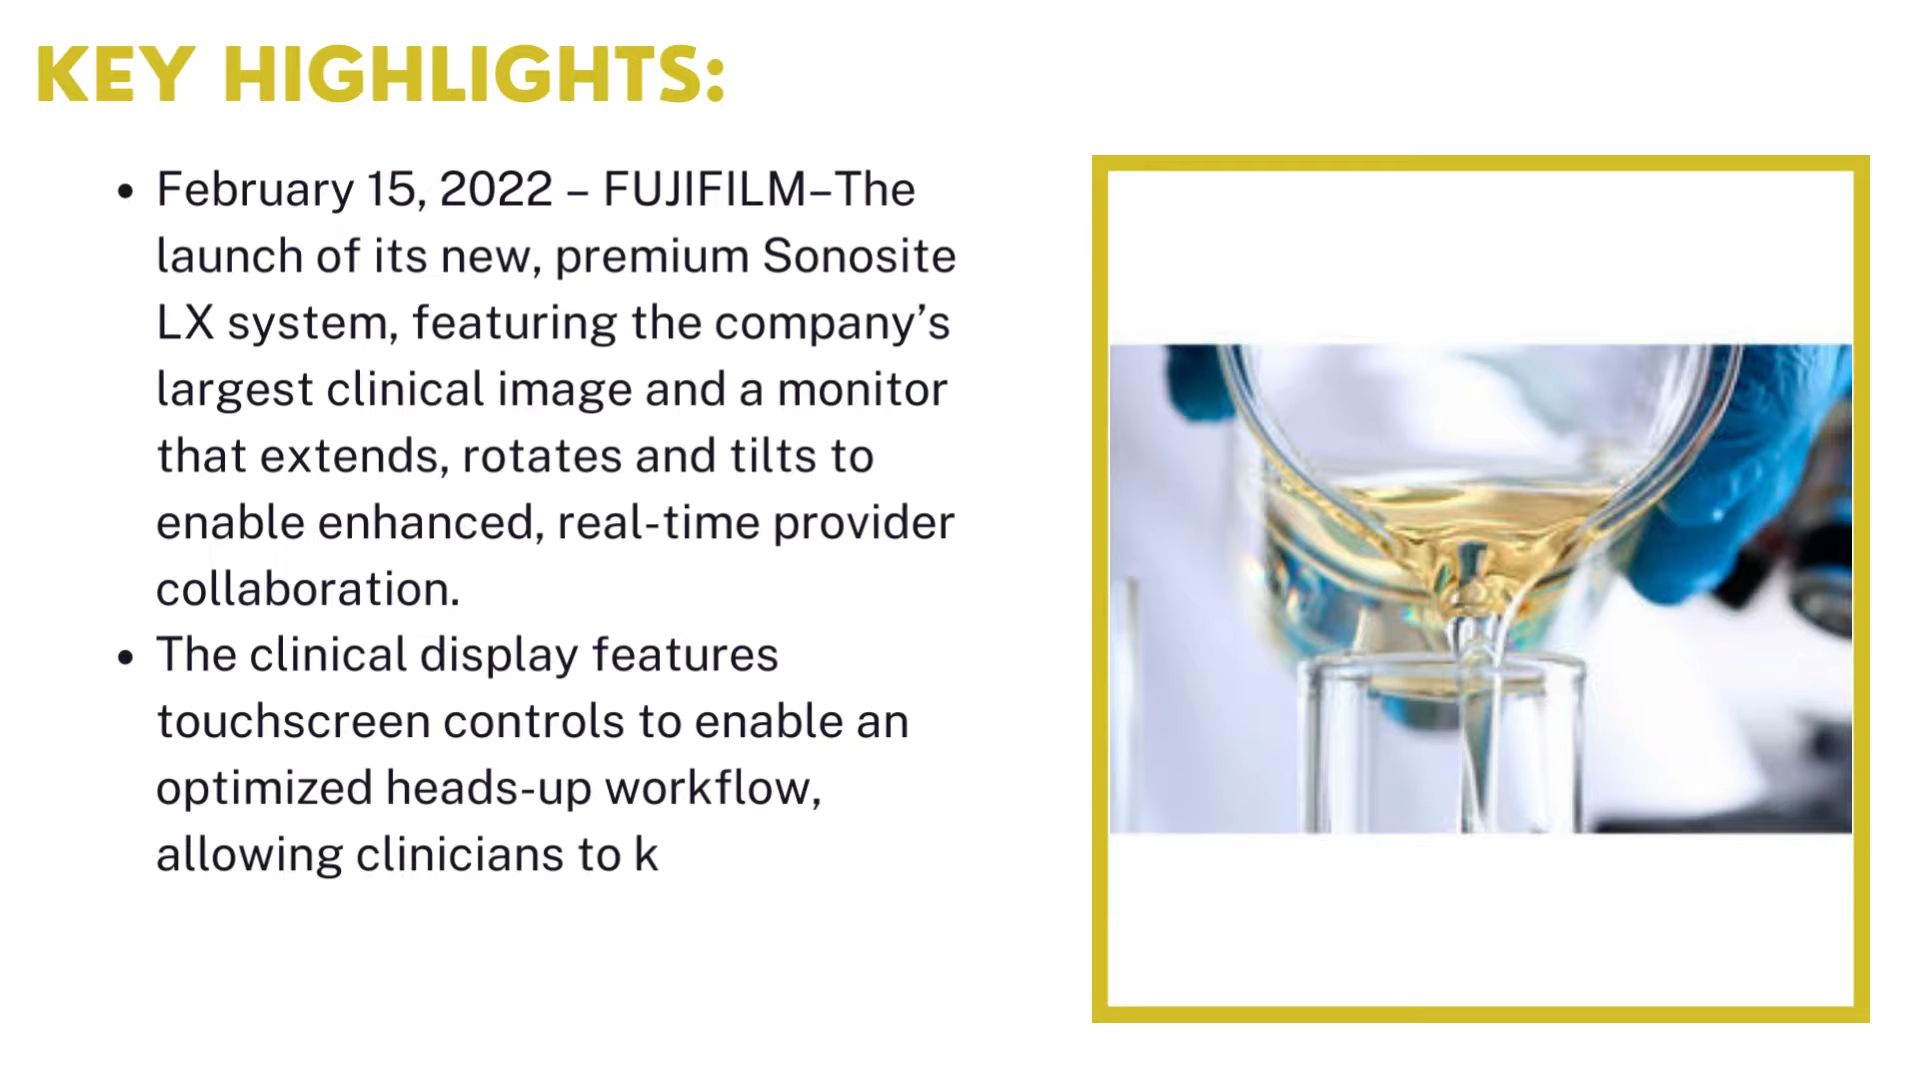 KEY HIGHLIGHTS:
• February 15, 2022 – FUJIFILM–The
launch of its new, premium Sonosite
LX system, featuring the company’s
largest clinical image and a monitor
that extends, rotates and tilts to
enable enhanced, real-time provider
collaboration.
• The clinical display features
touchscreen controls to enable an
optimized heads-up workflow,
allowing clinicians to k